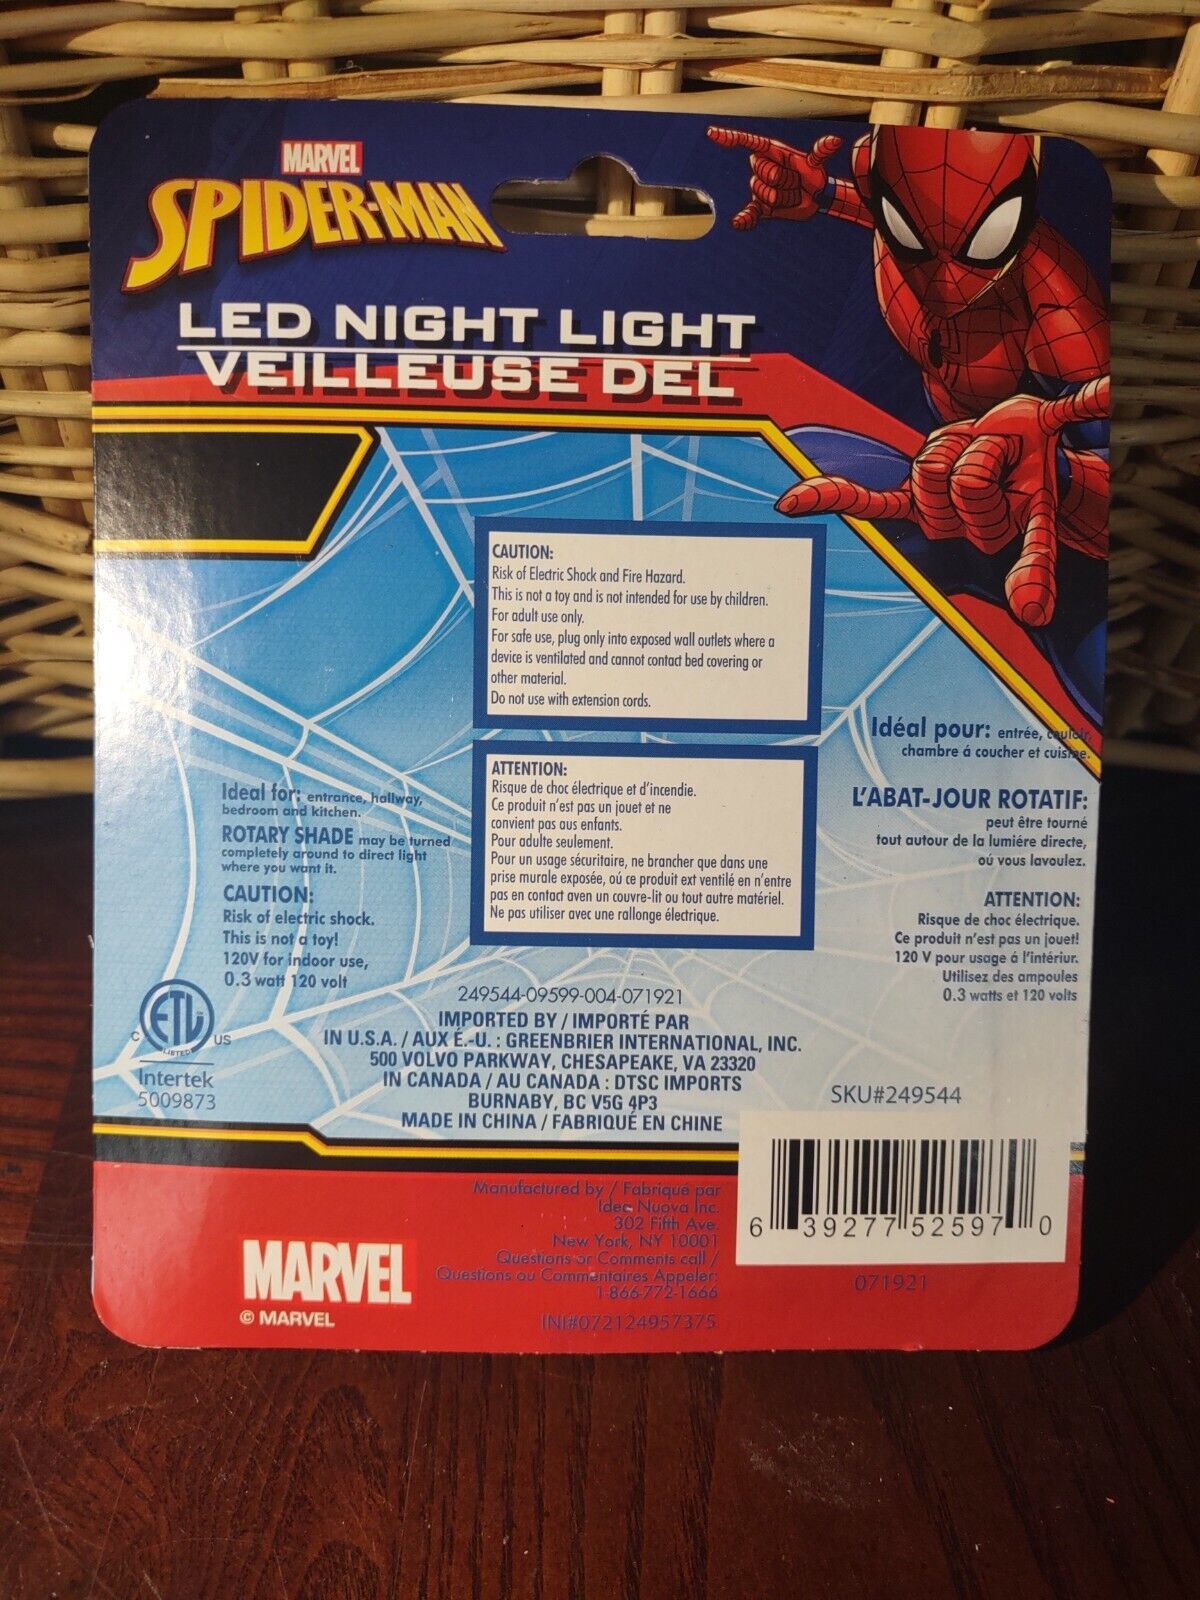 MARVEL
SPIDER-MAN
LED NIGHT LIGHT
VEILLEUSE DEL
CAUTION:
Risk of Electric Shock and Fire Hazard.
This is not a toy and is not intended for use by children.
For adult use only.
For safe use, plug only into exposed wall outlets where a
device is ventilated and cannot contact bed covering or
other material.
Do not use with extension cords.
ATTENTION:
Risque de choc électrique et d'incendie.
Ce produit n'est pas un jouet et ne
convient pas aus enfants.
Pour adulte seulement.
Pour un usage sécuritaire, ne brancher que dans une
prise murale exposée, oú ce produit ext ventilé en n'entre
pas en contact aven un couvre-lit ou tout autre matériel.
Ne pas utiliser avec une rallonge électrique.
Ideal for: entrance, hallway,
bedroom and kitchen.
ROTARY SHADE may be turned
completely around to direct light
where you want it.
CAUTION:
Risk of electric shock.
This is not a toy!
120V for indoor use,
0.3 watt 120 volt
Idéal pour: entrée, couloir,
chambre á coucher et cuisine.
L'ABAT-JOUR ROTATIF:
peut être tourné
tout autour de la lumière directe,
oú vous lavoulez.
ATTENTION:
Risque de choc électrique.
Ce produit n'est pas un jouet!
120 V pour usage á l'intériur.
Utilisez des ampoules
0.3 watts et 120 volts
ETL
LISTED
C US
Intertek
5009873
249544-09599-004-071921
IMPORTED BY / IMPORTÉ PAR
IN U.S.A. / AUX É.-U. : GREENBRIER INTERNATIONAL, INC.
500 VOLVO PARKWAY, CHESAPEAKE, VA 23320
IN CANADA / AU CANADA : DTSC IMPORTS
BURNABY, BC V5G 4P3
MADE IN CHINA / FABRIQUÉ EN CHINE
SKU#249544
6 39277 52597 0
071921
Manufactured by / Fabriqué par
Idea Nuova Inc.
302 Fifth Ave.
New York, NY 10001
Questions or Comments call /
Questions ou Commentaires Appeler:
1-866-772-1666
INI#072124957375
MARVEL
© MARVEL